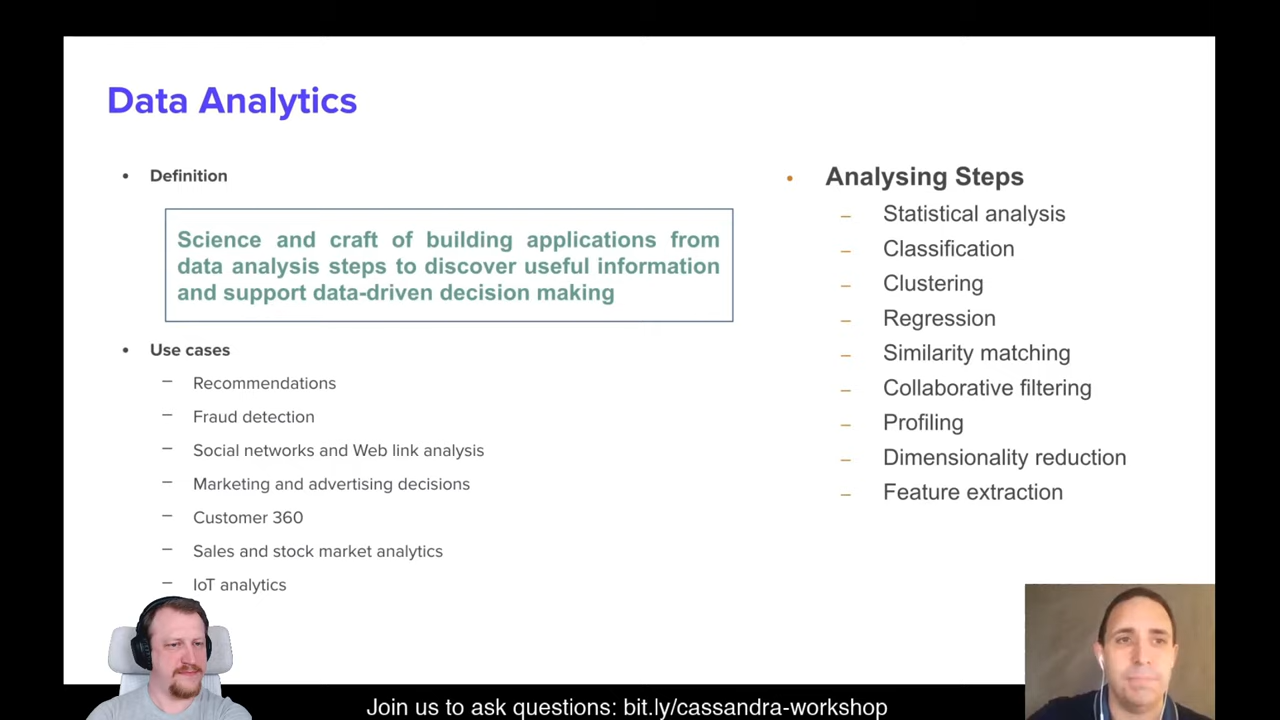 Data Analytics
• Definition
Science and craft of building applications from
data analysis steps to discover useful information
and support data-driven decision making
• Use cases
– Recommendations
– Fraud detection
– Social networks and Web link analysis
– Marketing and advertising decisions
– Customer 360
– Sales and stock market analytics
– IoT analytics
• Analysing Steps
– Statistical analysis
– Classification
– Clustering
– Regression
– Similarity matching
– Collaborative filtering
– Profiling
– Dimensionality reduction
– Feature extraction
Join us to ask questions: bit.ly/cassandra-workshop